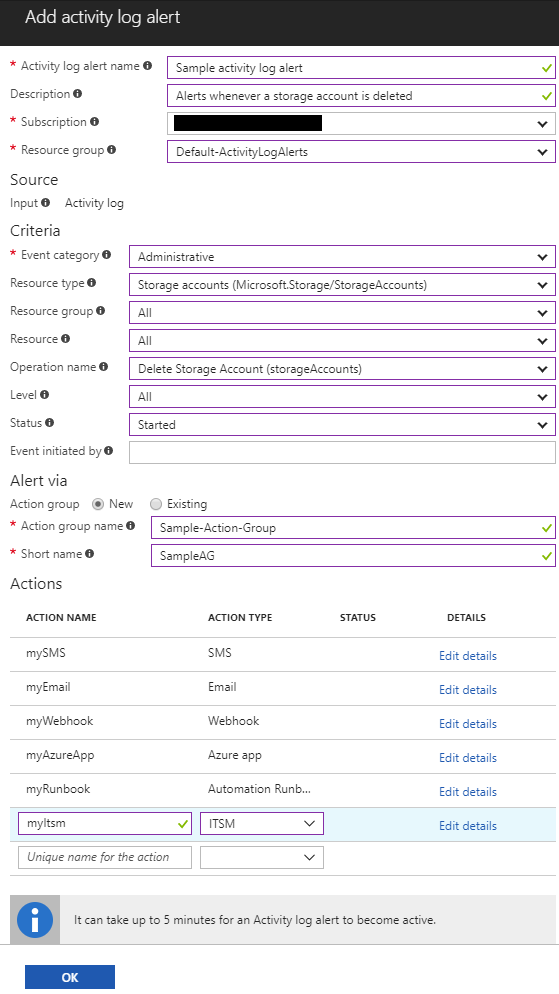 Add activity log alert
* Activity log alert name Sample activity log alert
Description Alerts whenever a storage account is deleted
* Subscription
* Resource group Default-ActivityLogAlerts
Source
Input Activity log
Criteria
* Event category Administrative
Resource type Storage accounts (Microsoft.Storage/StorageAccounts)
Resource group All
Resource All
Operation name Delete Storage Account (storageAccounts)
Level All
Status Started
Event initiated by
Alert via
Action group New Existing
* Action group name Sample-Action-Group
* Short name SampleAG
Actions
ACTION NAME ACTION TYPE STATUS DETAILS
mySMS SMS Edit details
myEmail Email Edit details
myWebhook Webhook Edit details
myAzureApp Azure app Edit details
myRunbook Automation Runb... Edit details
myItsm ITSM Edit details
Unique name for the action
It can take up to 5 minutes for an Activity log alert to become active.
OK